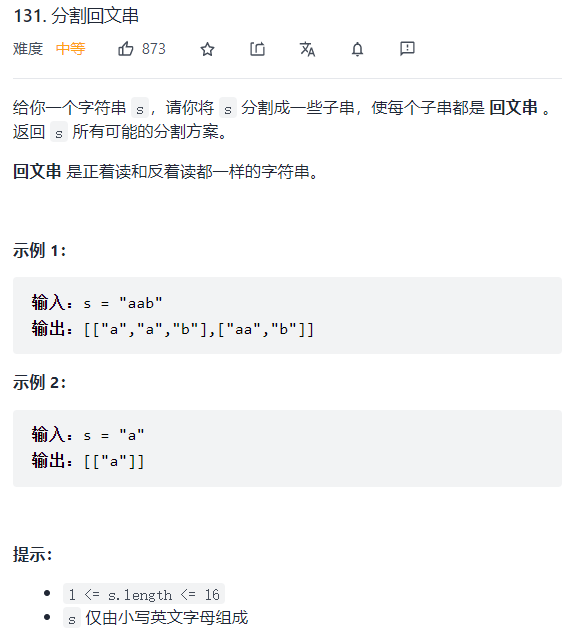 131. 分割回文串
难度 中等 873
给你一个字符串 s，请你将 s 分割成一些子串，使每个子串都是 回文串 。
返回 s 所有可能的分割方案。
回文串 是正着读和反着读都一样的字符串。
示例 1：
输入：s = "aab"
输出：[["a","a","b"],["aa","b"]]
示例 2：
输入：s = "a"
输出：[["a"]]
提示：
1 <= s.length <= 16
s 仅由小写英文字母组成